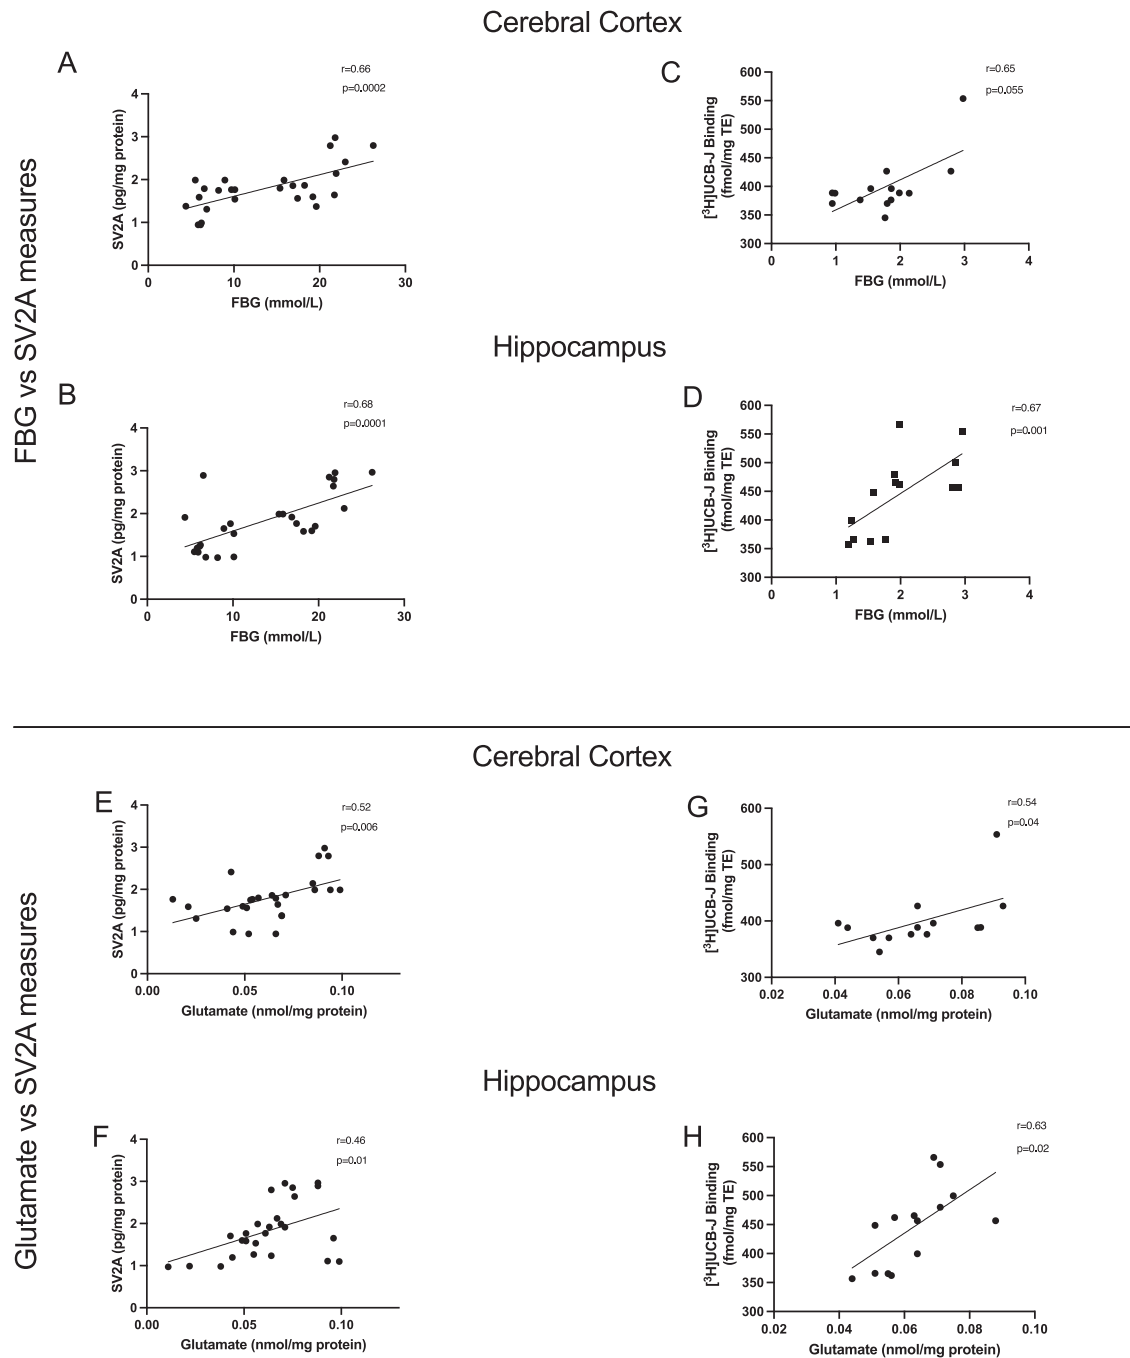 Cerebral Cortex
FBG vs SV2A measures
A
r=0.66
p=0.0002
SV2A (pg/mg protein)
4
3
2
1
0
0 10 20 30
FBG (mmol/L)
C
r=0.65
p=0.055
[³H]UCB-J Binding
(fmol/mg TE)
600
550
500
450
400
350
300
0 1 2 3 4
FBG (mmol/L)
Hippocampus
B
r=0.68
p=0.0001
SV2A (pg/mg protein)
4
3
2
1
0
0 10 20 30
FBG (mmol/L)
D
r=0.67
p=0.001
[³H]UCB-J Binding
(fmol/mg TE)
600
550
500
450
400
350
300
0 1 2 3 4
FBG (mmol/L)
Cerebral Cortex
Glutamate vs SV2A measures
E
r=0.52
p=0.006
SV2A (pg/mg protein)
4
3
2
1
0
0.00 0.05 0.10
Glutamate (nmol/mg protein)
G
r=0.54
p=0.04
[³H]UCB-J Binding
(fmol/mg TE)
600
500
400
300
0.02 0.04 0.06 0.08 0.10
Glutamate (nmol/mg protein)
Hippocampus
F
r=0.46
p=0.01
SV2A (pg/mg protein)
4
3
2
1
0
0.00 0.05 0.10
Glutamate (nmol/mg protein)
H
r=0.63
p=0.02
[³H]UCB-J Binding
(fmol/mg TE)
600
550
500
450
400
350
300
0.02 0.04 0.06 0.08 0.10
Glutamate (nmol/mg protein)